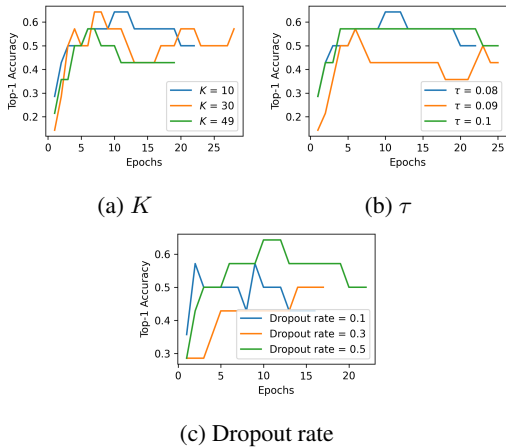 0.6
0.5
0.4
0.3
0.2
Top-1 Accuracy
K = 10
K = 30
K = 49
0 5 10 15 20 25
Epochs
(a) K
0.6
0.5
0.4
0.3
0.2
Top-1 Accuracy
τ = 0.08
τ = 0.09
τ = 0.1
0 5 10 15 20 25
Epochs
(b) τ
0.6
0.5
0.4
0.3
Top-1 Accuracy
Dropout rate = 0.1
Dropout rate = 0.3
Dropout rate = 0.5
0 5 10 15 20
Epochs
(c) Dropout rate